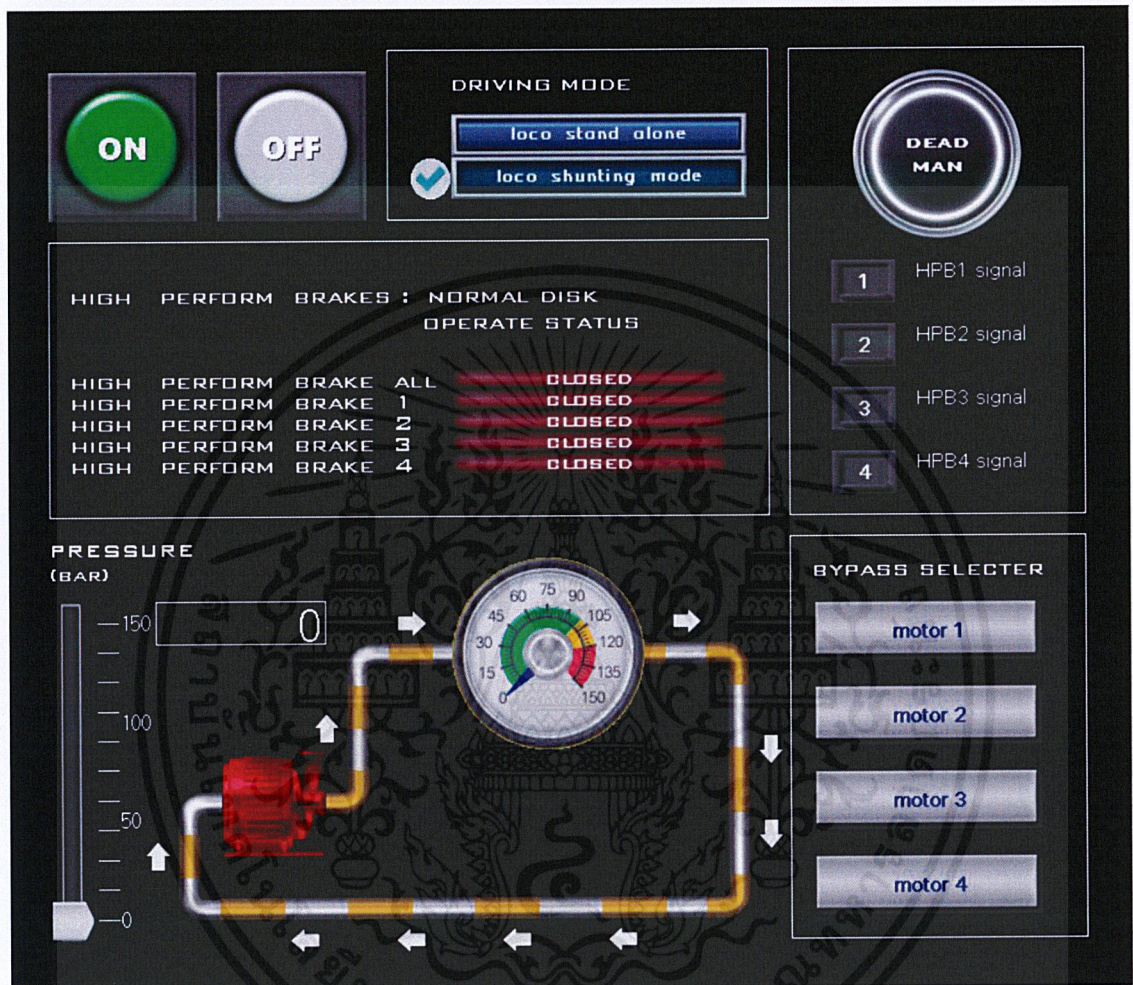 ON
OFF
DRIVING MODE
loco stand alone
loco shunting mode
DEAD
MAN
1 HPB1 signal
2 HPB2 signal
3 HPB3 signal
4 HPB4 signal
HIGH PERFORM BRAKES : NORMAL DISK
OPERATE STATUS
HIGH PERFORM BRAKE ALL CLOSED
HIGH PERFORM BRAKE 1 CLOSED
HIGH PERFORM BRAKE 2 CLOSED
HIGH PERFORM BRAKE 3 CLOSED
HIGH PERFORM BRAKE 4 CLOSED
PRESSURE
(BAR)
150
100
50
0
0
0
15
30
45
60
75
90
105
120
135
150
BYPASS SELECTER
motor 1
motor 2
motor 3
motor 4